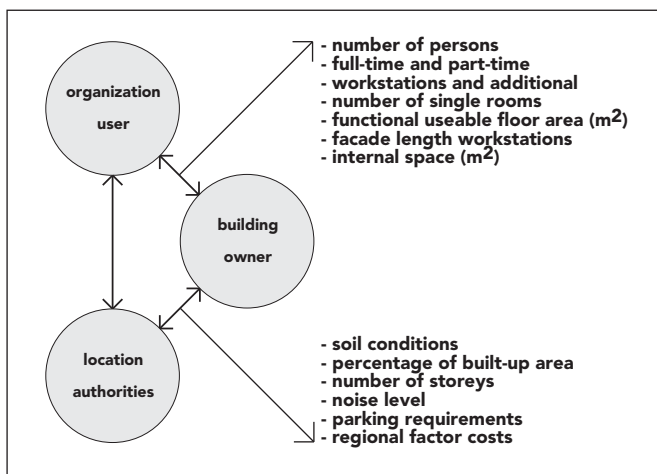 organization
user
- number of persons
- full-time and part-time
- workstations and additional
- number of single rooms
- functional useable floor area (m²)
- facade length workstations
- internal space (m²)
building
owner
location
authorities
- soil conditions
- percentage of built-up area
- number of storeys
- noise level
- parking requirements
- regional factor costs